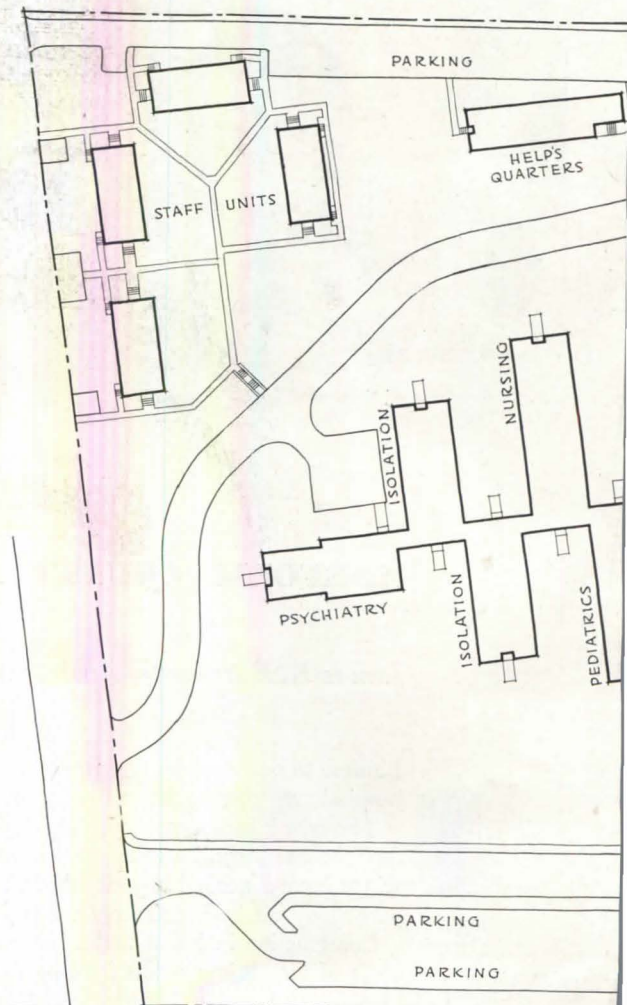 PARKING
HELP'S
QUARTERS
STAFF UNITS
NURSING
ISOLATION
PSYCHIATRY
ISOLATION
PEDIATRICS
PARKING
PARKING